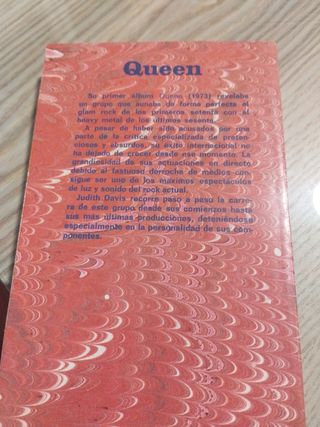 Queen
Su primer álbum Queen (1973) revelaba
un grupo que aunaba de forma perfecta el
glam rock de los primeros setenta con el
heavy metal de los últimos sesenta.
A pesar de haber sido acusados por una
parte de la crítica especializada de preten-
ciosos y absurdos, su éxito internacional no
ha dejado de crecer desde ese momento. La
grandiosidad de sus actuaciones en directo
debido al fastuoso derroche de medios con-
sigue ser uno de los máximos espectáculos
de luz y sonido del rock actual.
Judith Davis recorre paso a paso la carre-
ra de este grupo desde sus comienzos hasta
sus más últimas producciones, deteniéndose
especialmente en la personalidad de sus com-
ponentes.